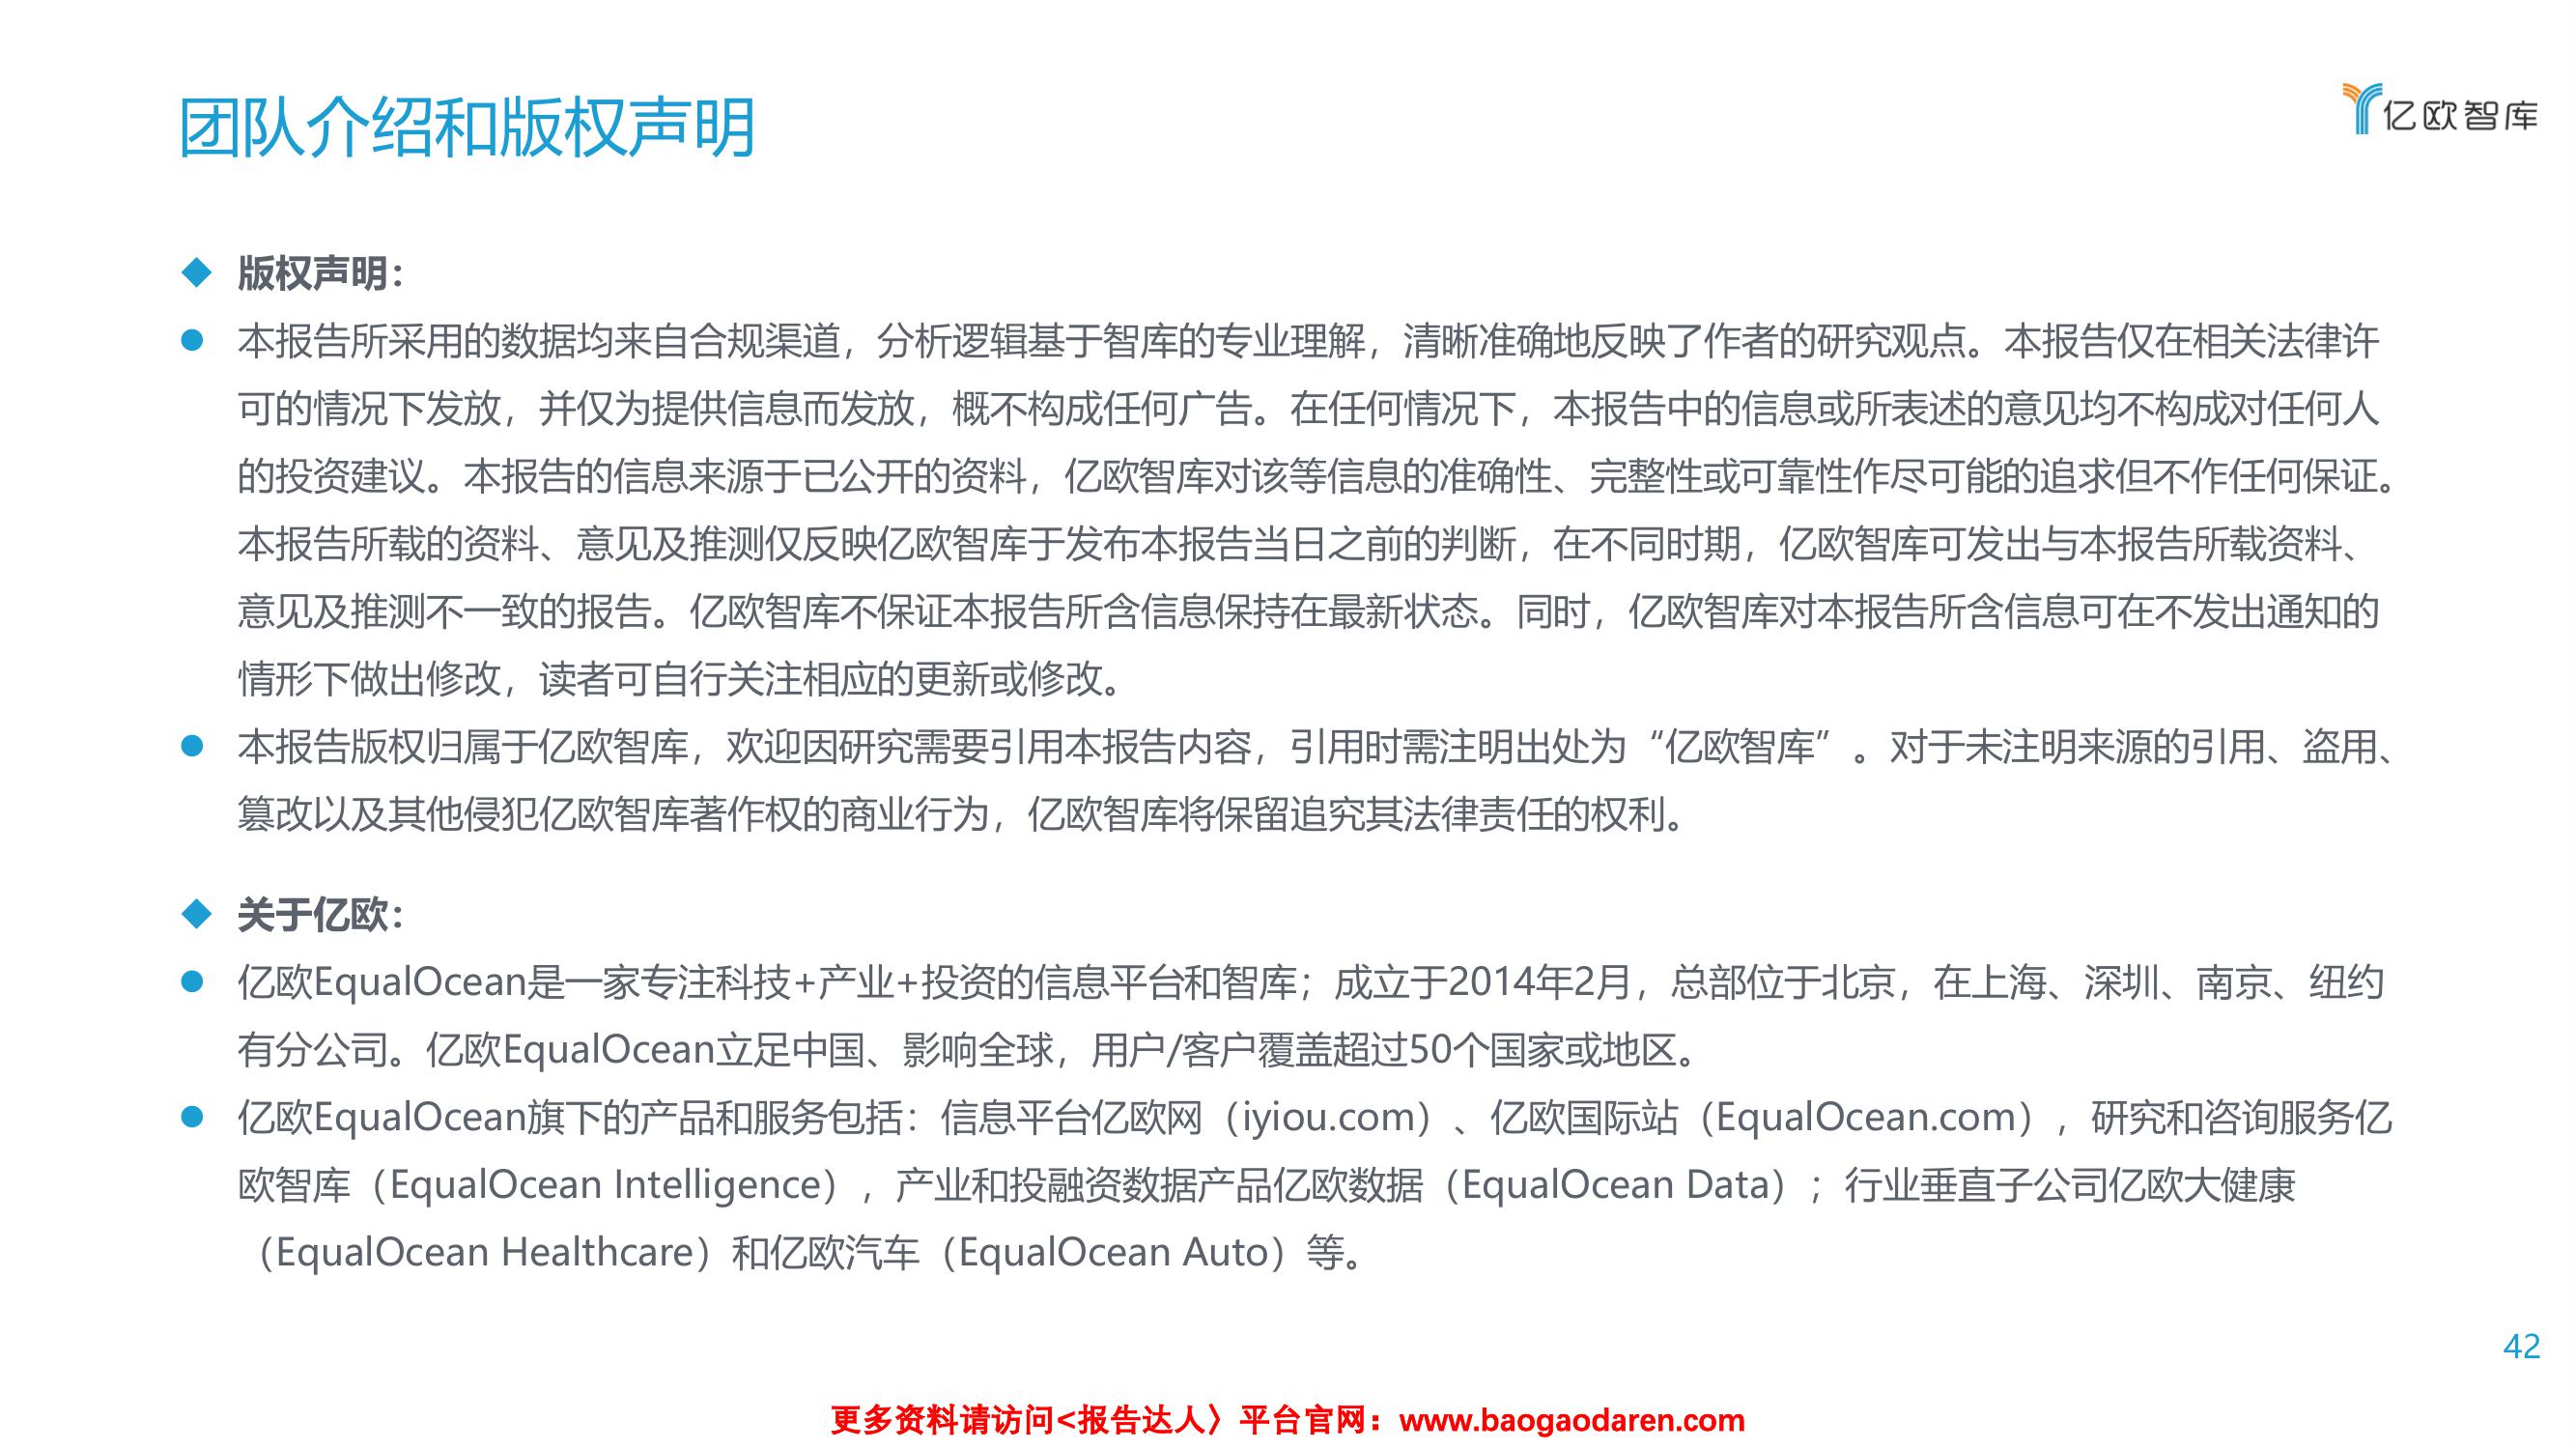 团队介绍和版权声明
亿欧智库
◆ 版权声明：
● 本报告所采用的数据均来自合规渠道，分析逻辑基于智库的专业理解，清晰准确地反映了作者的研究观点。本报告仅在相关法律许
可的情况下发放，并仅为提供信息而发放，概不构成任何广告。在任何情况下，本报告中的信息或所表述的意见均不构成对任何人
的投资建议。本报告的信息来源于已公开的资料，亿欧智库对该等信息的准确性、完整性或可靠性作尽可能的追求但不作任何保证。
本报告所载的资料、意见及推测仅反映亿欧智库于发布本报告当日之前的判断，在不同时期，亿欧智库可发出与本报告所载资料、
意见及推测不一致的报告。亿欧智库不保证本报告所含信息保持在最新状态。同时，亿欧智库对本报告所含信息可在不发出通知的
情形下做出修改，读者可自行关注相应的更新或修改。
● 本报告版权归属于亿欧智库，欢迎因研究需要引用本报告内容，引用时需注明出处为“亿欧智库”。对于未注明来源的引用、盗用、
篡改以及其他侵犯亿欧智库著作权的商业行为，亿欧智库将保留追究其法律责任的权利。
◆ 关于亿欧：
● 亿欧EqualOcean是一家专注科技+产业+投资的信息平台和智库；成立于2014年2月，总部位于北京，在上海、深圳、南京、纽约
有分公司。亿欧EqualOcean立足中国、影响全球，用户/客户覆盖超过50个国家或地区。
● 亿欧EqualOcean旗下的产品和服务包括：信息平台亿欧网（iyiou.com）、亿欧国际站（EqualOcean.com），研究和咨询服务亿
欧智库（EqualOcean Intelligence），产业和投融资数据产品亿欧数据（EqualOcean Data）；行业垂直子公司亿欧大健康
（EqualOcean Healthcare）和亿欧汽车（EqualOcean Auto）等。
42
更多资料请访问<报告达人〉平台官网：www.baogaodaren.com